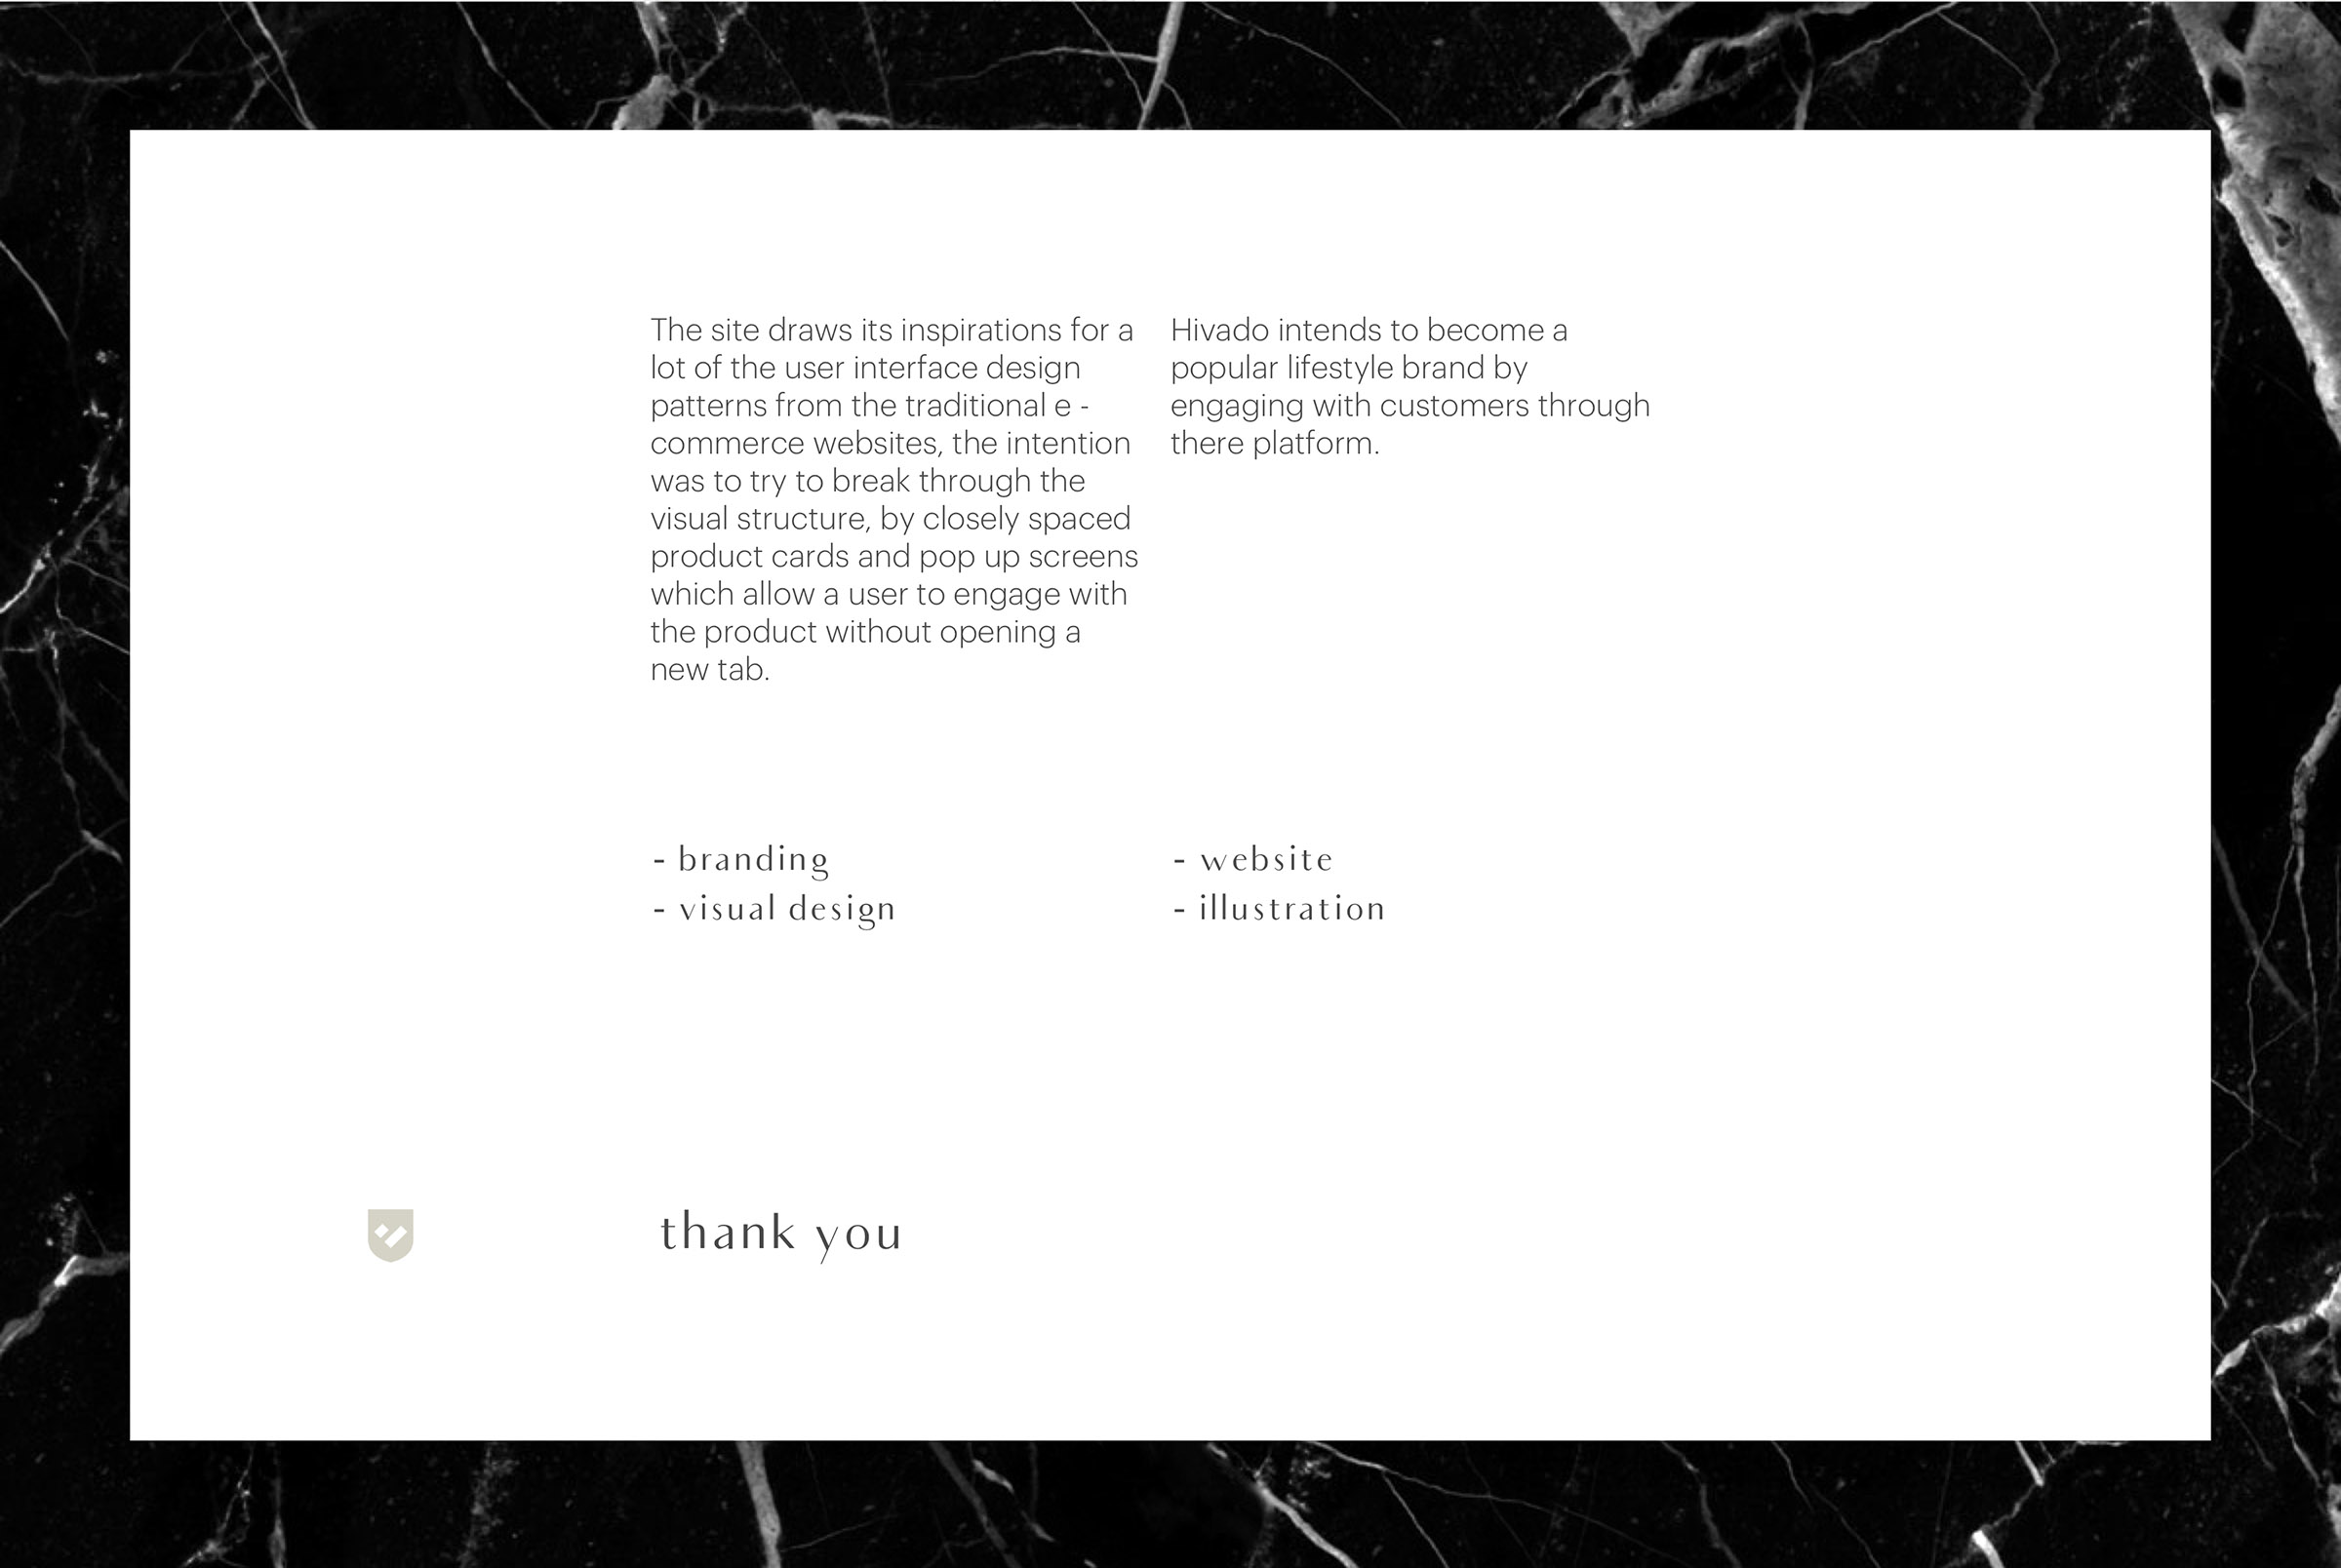 The site draws its inspirations for a
lot of the user interface design
patterns from the traditional e -
commerce websites, the intention
was to try to break through the
visual structure, by closely spaced
product cards and pop up screens
which allow a user to engage with
the product without opening a
new tab.
Hivado intends to become a
popular lifestyle brand by
engaging with customers through
there platform.
- branding
- visual design
- website
- illustration
thank you